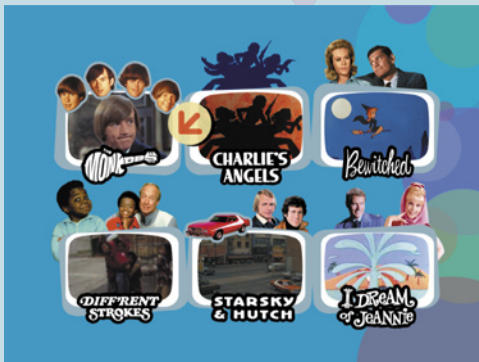 THE
MONKEES
CHARLIE'S
ANGELS
Bewitched
DIFF'RENT
STROKES
STARSKY
& HUTCH
I DREAM
of JEANNIE